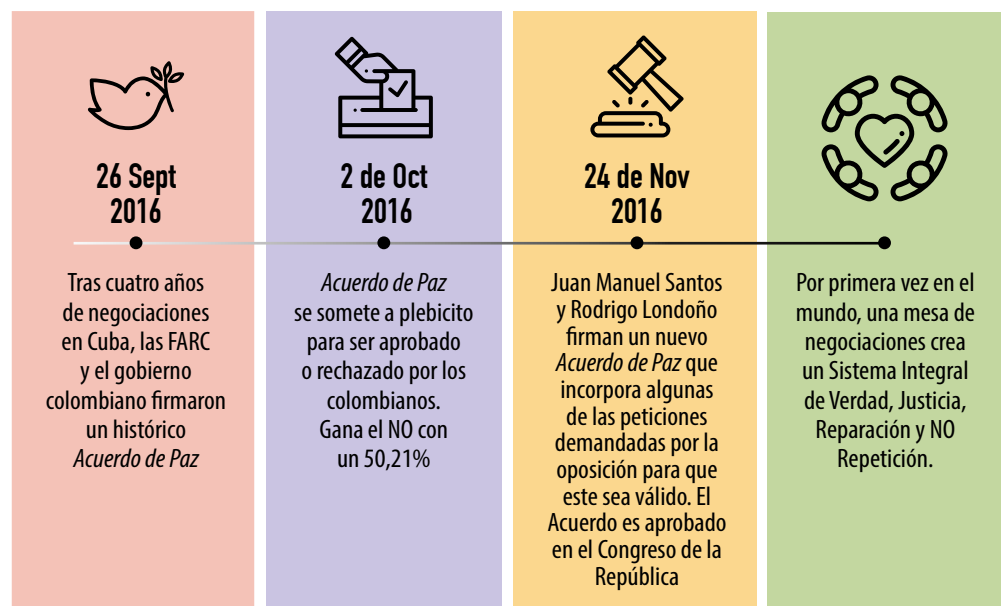 26 Sept
2016
Tras cuatro años
de negociaciones
en Cuba, las FARC
y el gobierno
colombiano firmaron
un histórico
Acuerdo de Paz
2 de Oct
2016
Acuerdo de Paz
se somete a plebicito
para ser aprobado
o rechazado por los
colombianos.
Gana el NO con
un 50,21%
24 de Nov
2016
Juan Manuel Santos
y Rodrigo Londoño
firman un nuevo
Acuerdo de Paz que
incorpora algunas
de las peticiones
demandadas por la
oposición para que
este sea válido. El
Acuerdo es aprobado
en el Congreso de la
República
Por primera vez en el
mundo, una mesa de
negociaciones crea
un Sistema Integral
de Verdad, Justicia,
Reparación y NO
Repetición.